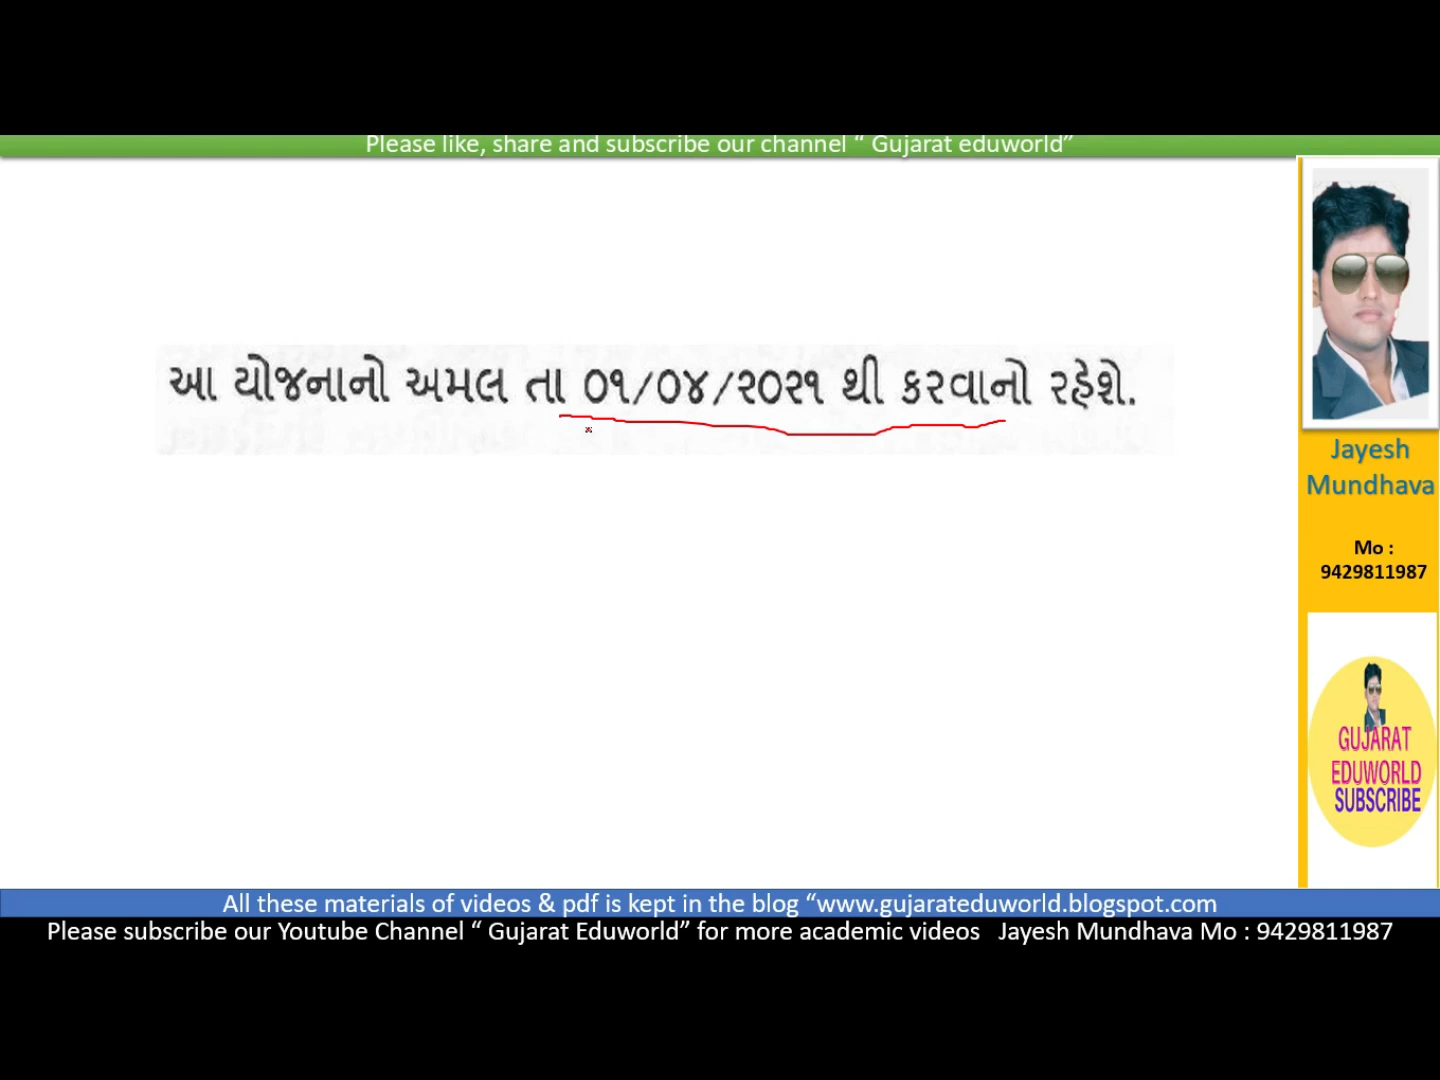 Please like, share and subscribe our channel “ Gujarat eduworld”
આ યોજનાનો અમલ તા ૦૧/૦૪/૨૦૨૧ થી કરવાનો રહેશે.
Jayesh
Mundhava
Mo :
9429811987
GUJARAT
EDUWORLD
SUBSCRIBE
All these materials of videos & pdf is kept in the blog “www.gujarateduworld.blogspot.com
Please subscribe our Youtube Channel “ Gujarat Eduworld” for more academic videos   Jayesh Mundhava Mo : 9429811987